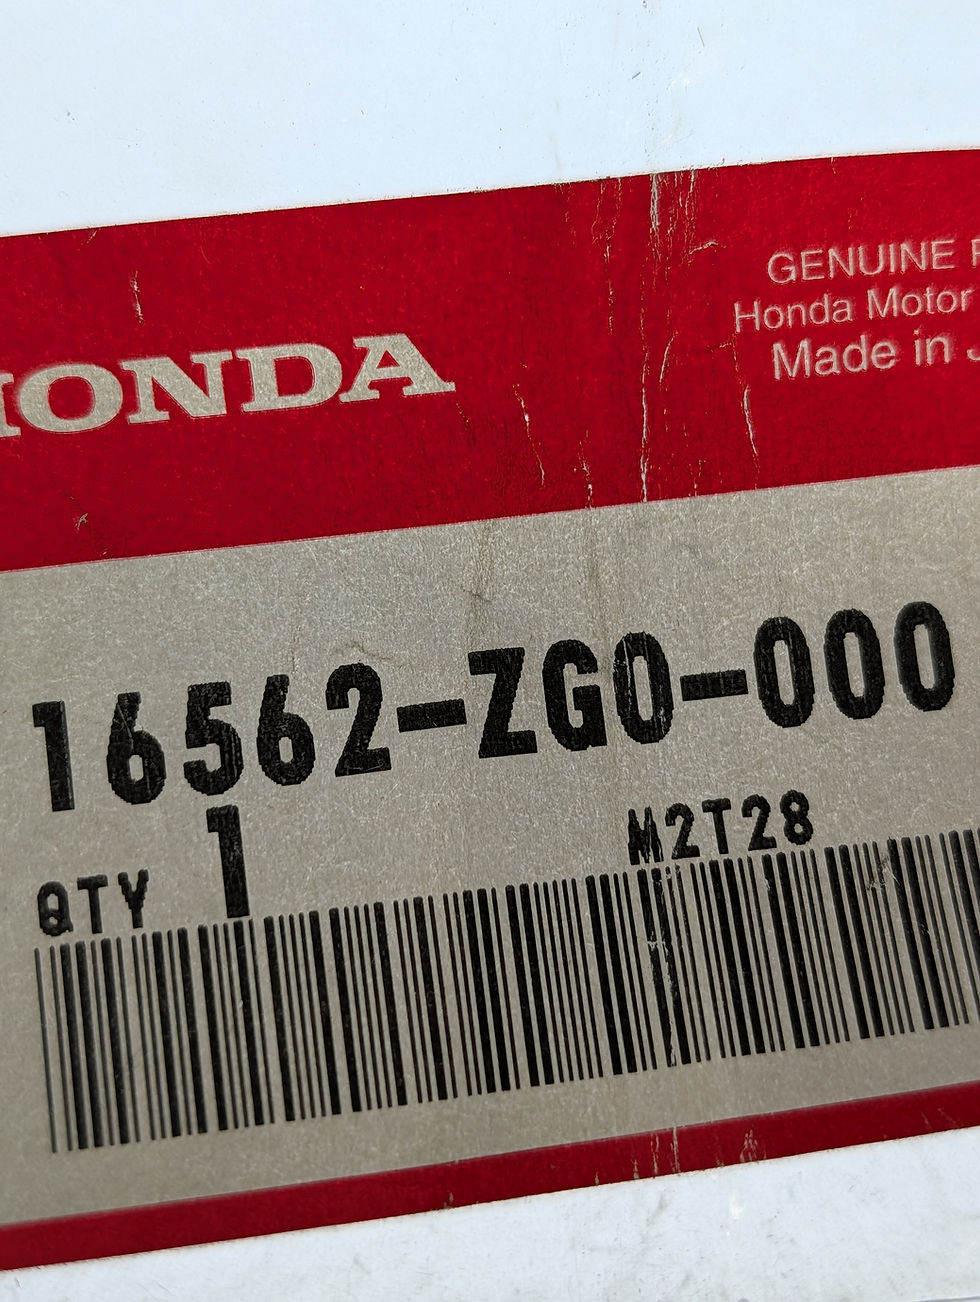 HONDA
GENUINE P
Honda Motor
Made in J
16562-ZG0-000
QTY 1
M2T28